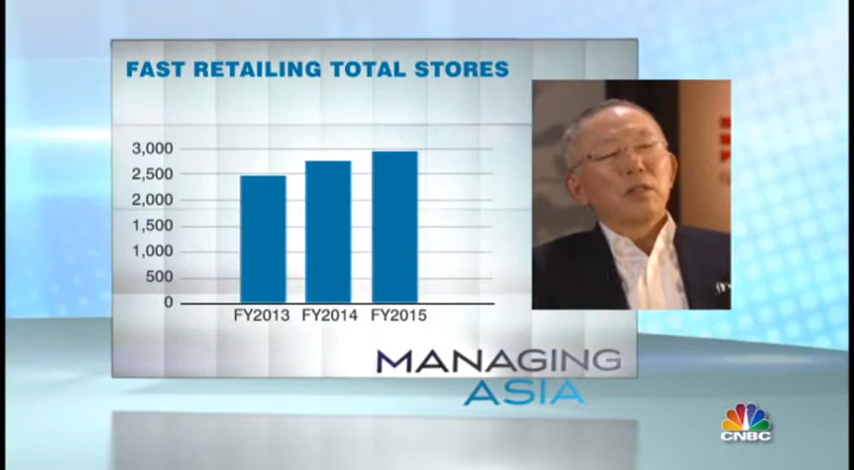 FAST RETAILING TOTAL STORES
3,000
2,500
2,000
1,500
1,000
500
0
FY2013 FY2014 FY2015
MANAGING
ASIA
CNBC